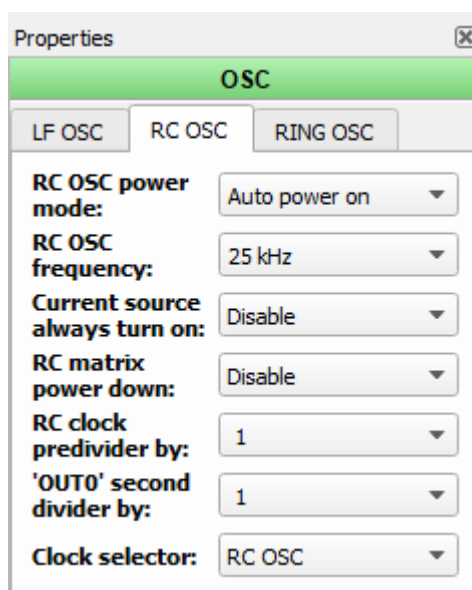 Properties
OSC
LF OSC RC OSC RING OSC
RC OSC power
mode:
Auto power on
RC OSC
frequency:
25 kHz
Current source
always turn on:
Disable
RC matrix
power down:
Disable
RC clock
predivider by:
1
'OUT0' second
divider by:
1
Clock selector: RC OSC